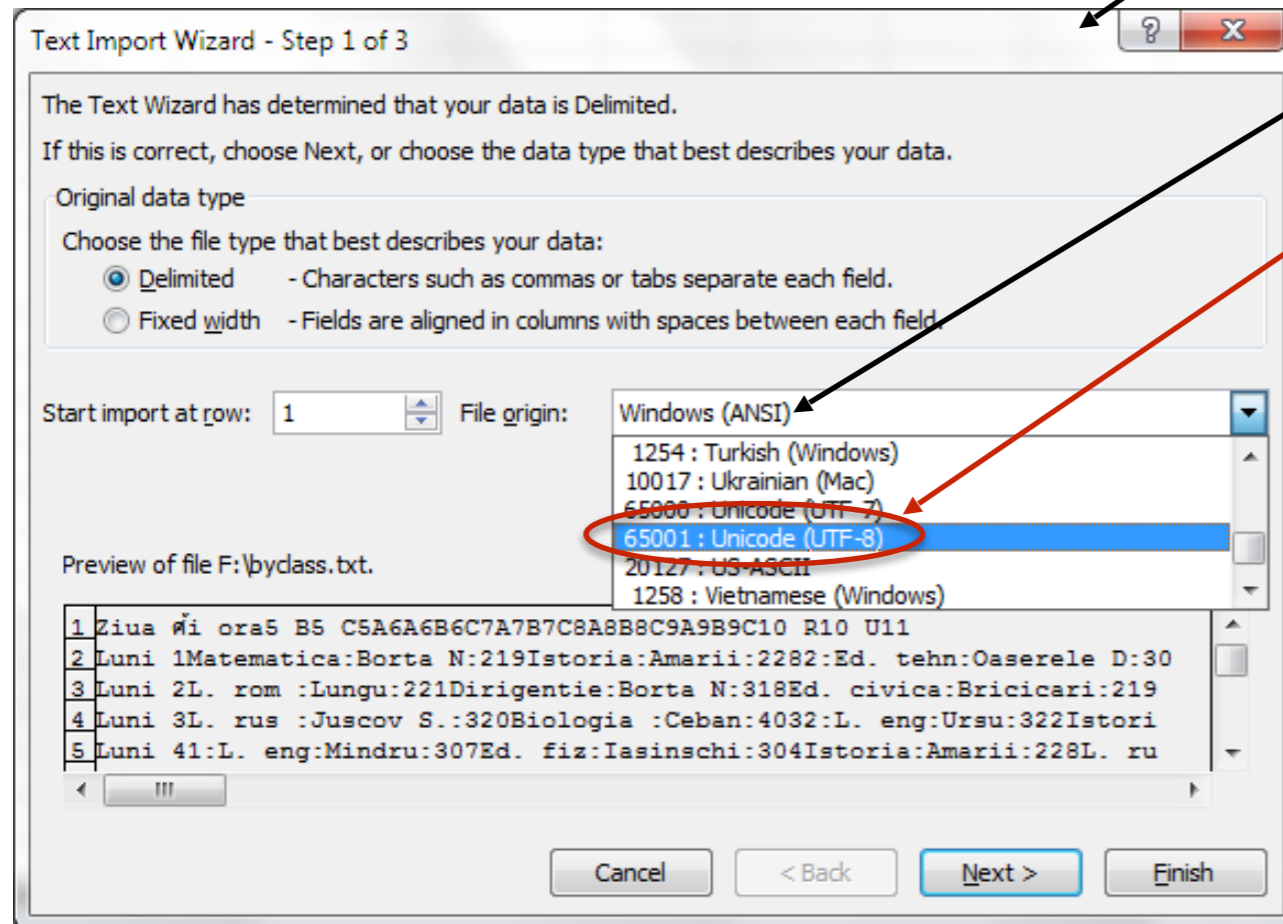 Text Import Wizard - Step 1 of 3
The Text Wizard has determined that your data is Delimited.
If this is correct, choose Next, or choose the data type that best describes your data.
Original data type
Choose the file type that best describes your data:
Delimited - Characters such as commas or tabs separate each field.
Fixed width - Fields are aligned in columns with spaces between each field.
Start import at row: 1 File origin: Windows (ANSI)
1254 : Turkish (Windows)
10017 : Ukrainian (Mac)
65000 : Unicode (UTF-7)
65001 : Unicode (UTF-8)
20127 : US-ASCII
1258 : Vietnamese (Windows)
Preview of file F:\byclass.txt.
1 Ziua ศ้i ora5 B5 C5A6A6B6C7A7B7C8A8B8C9A9B9C10 R10 U11
2 Luni 1Matematica:Borta N:219Istoria:Amarii:2282:Ed. tehn:Oaserele D:30
3 Luni 2L. rom :Lungu:221Dirigentie:Borta N:318Ed. civica:Bricicari:219
4 Luni 3L. rus :Juscov S.:320Biologia :Ceban:4032:L. eng:Ursu:322Istori
5 Luni 41:L. eng:Mindru:307Ed. fiz:Iasinschi:304Istoria:Amarii:228L. ru
Cancel < Back Next > Finish